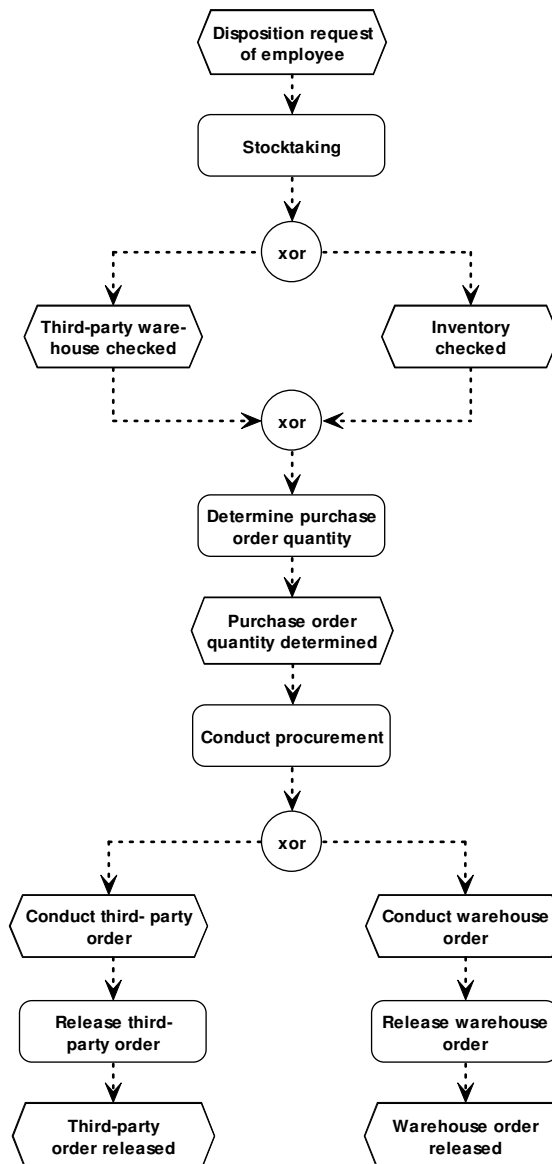 Disposition request
of employee
Stocktaking
xor
Third-party ware-
house checked
Inventory
checked
xor
Determine purchase
order quantity
Purchase order
quantity determined
Conduct procurement
xor
Conduct third- party
order
Conduct warehouse
order
Release third-
party order
Release warehouse
order
Third-party
order released
Warehouse order
released